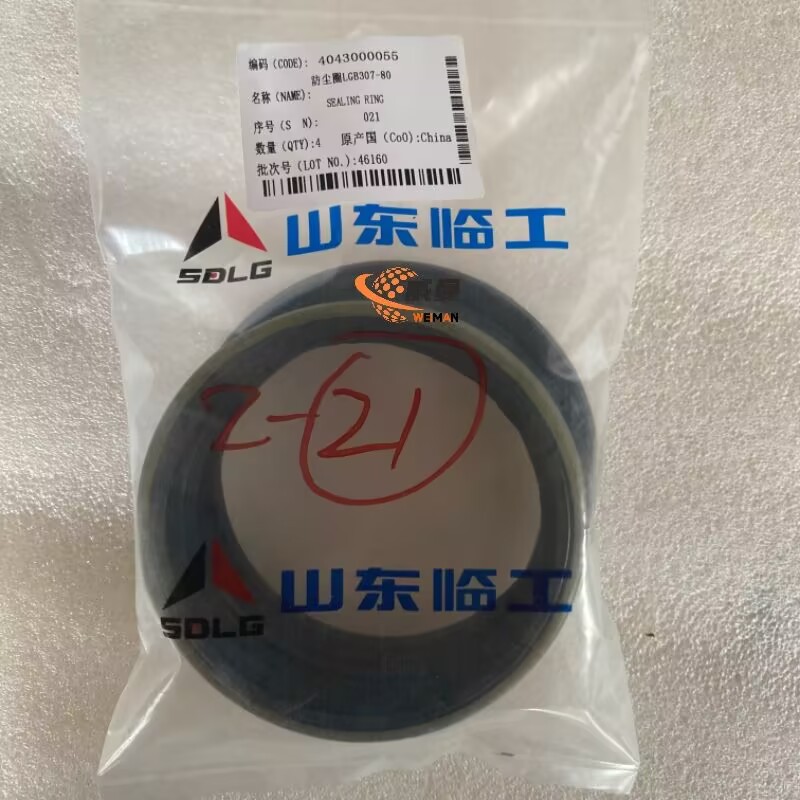 编码(CODE): 4043000055
防尘圈LGB307-80
名称(NAME): SEALING RING
序号(S N): 021
数量(QTY):4 原产国(CoO):China
批次号(LOT NO.):46160
SDLG 山东临工
WEMAN
2-21
SDLG 山东临工